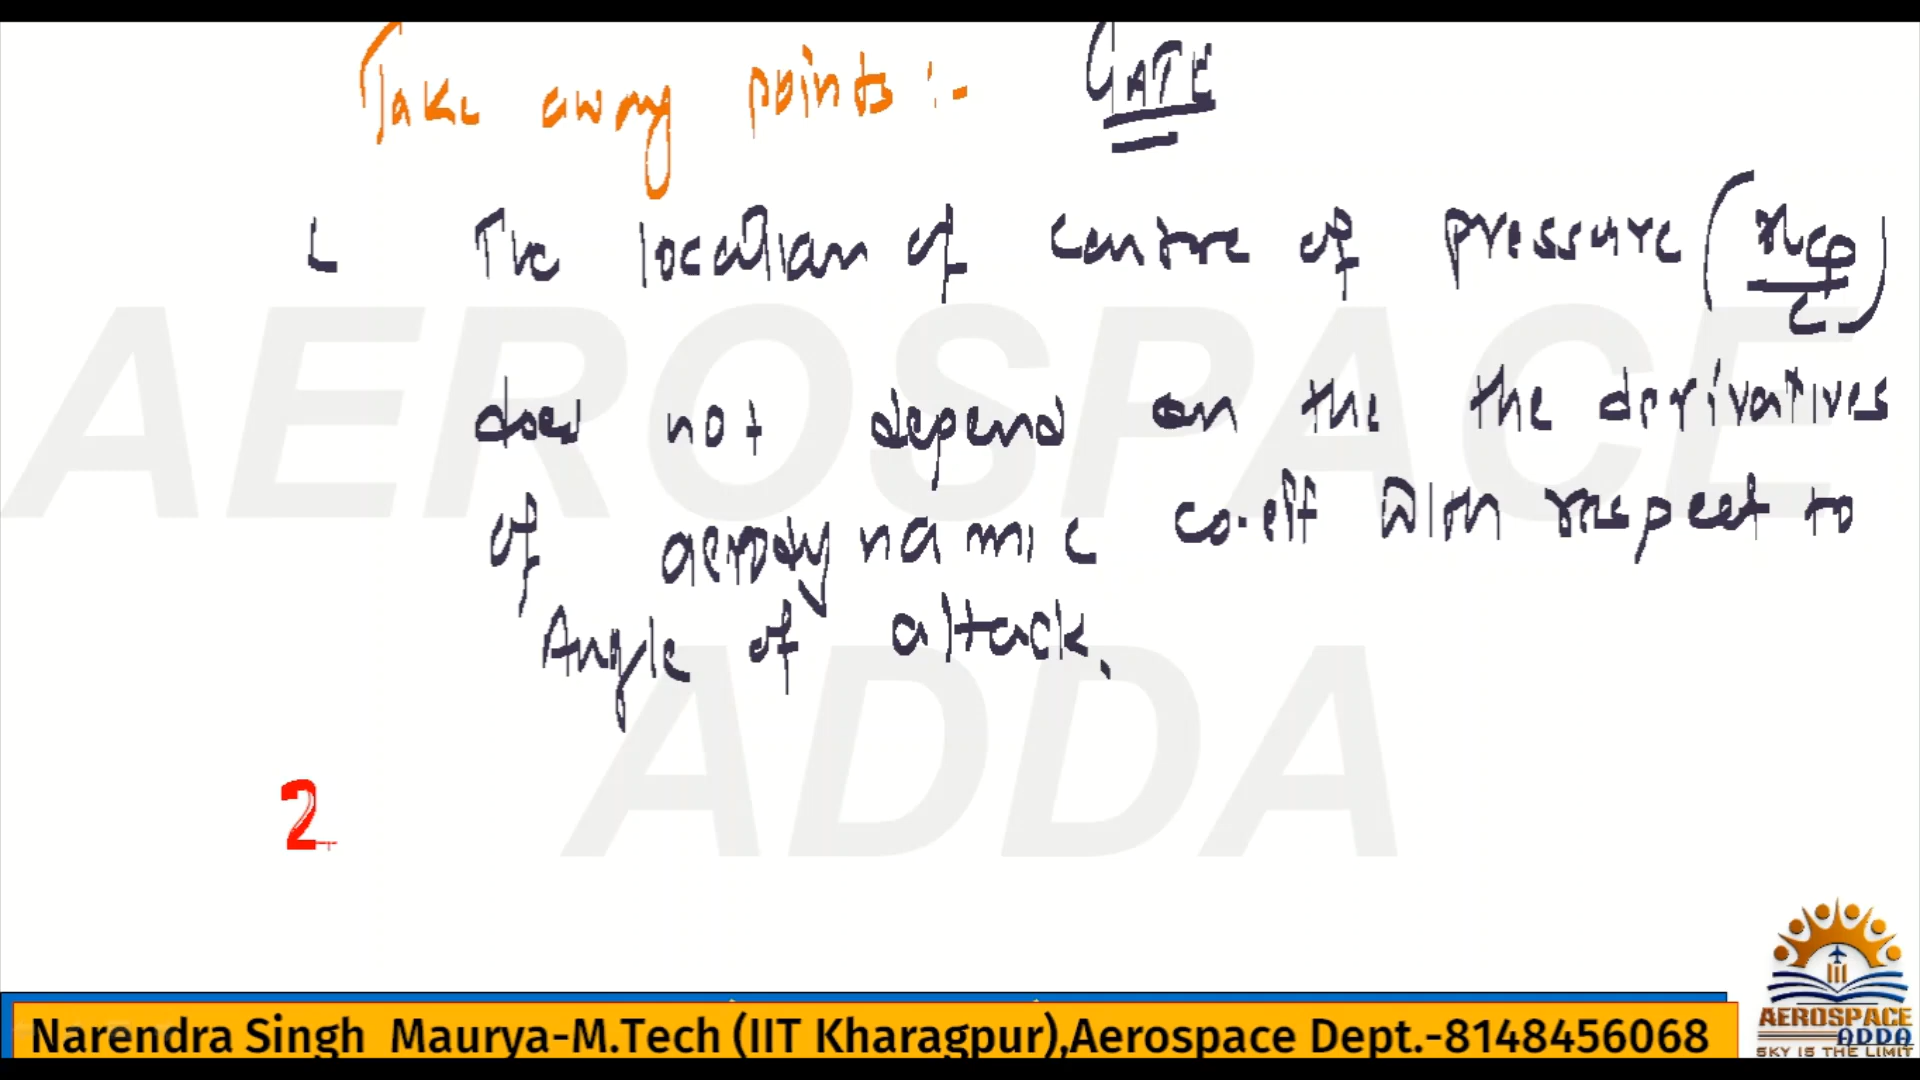 Take away points :- GATE
1. The location of centre of pressure (xcp/c)
does not depend on the the derivatives
of aerodynamic co.eff with respect to
Angle of attack.
2
AEROSPACE
ADDA
Narendra Singh Maurya-M.Tech (IIT Kharagpur),Aerospace Dept.-8148456068
AEROSPACE
ADDA
SKY IS THE LIMIT